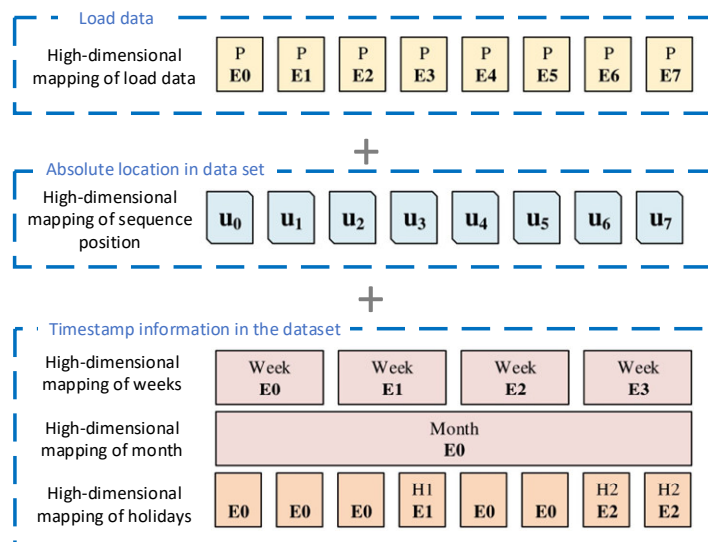 Load data
High-dimensional
mapping of load data
P P P P P P P P
E0 E1 E2 E3 E4 E5 E6 E7
+
Absolute location in data set
High-dimensional
mapping of sequence
position
u0 u1 u2 u3 u4 u5 u6 u7
+
Timestamp information in the dataset
High-dimensional
mapping of weeks
Week Week Week Week
E0 E1 E2 E3
High-dimensional
mapping of month
Month
E0
High-dimensional
mapping of holidays
H1 H2 H2
E0 E0 E0 E1 E0 E0 E2 E2